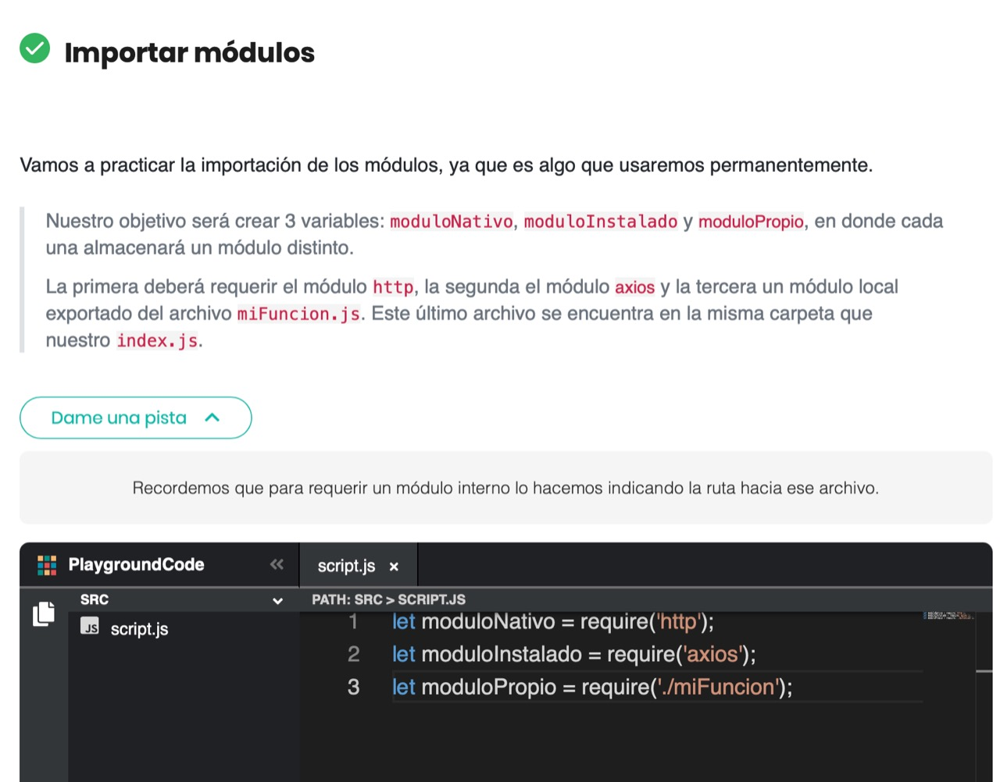 Importar módulos
Vamos a practicar la importación de los módulos, ya que es algo que usaremos permanentemente.
Nuestro objetivo será crear 3 variables: moduloNativo, moduloInstalado y moduloPropio, en donde cada
una almacenará un módulo distinto.
La primera deberá requerir el módulo http, la segunda el módulo axios y la tercera un módulo local
exportado del archivo miFuncion.js. Este último archivo se encuentra en la misma carpeta que
nuestro index.js.
Dame una pista
Recordemos que para requerir un módulo interno lo hacemos indicando la ruta hacia ese archivo.
PlaygroundCode
script.js
SRC
PATH: SRC > SCRIPT.JS
JS script.js
1 let moduloNativo = require('http');
2 let moduloInstalado = require('axios');
3 let moduloPropio = require('./miFuncion');